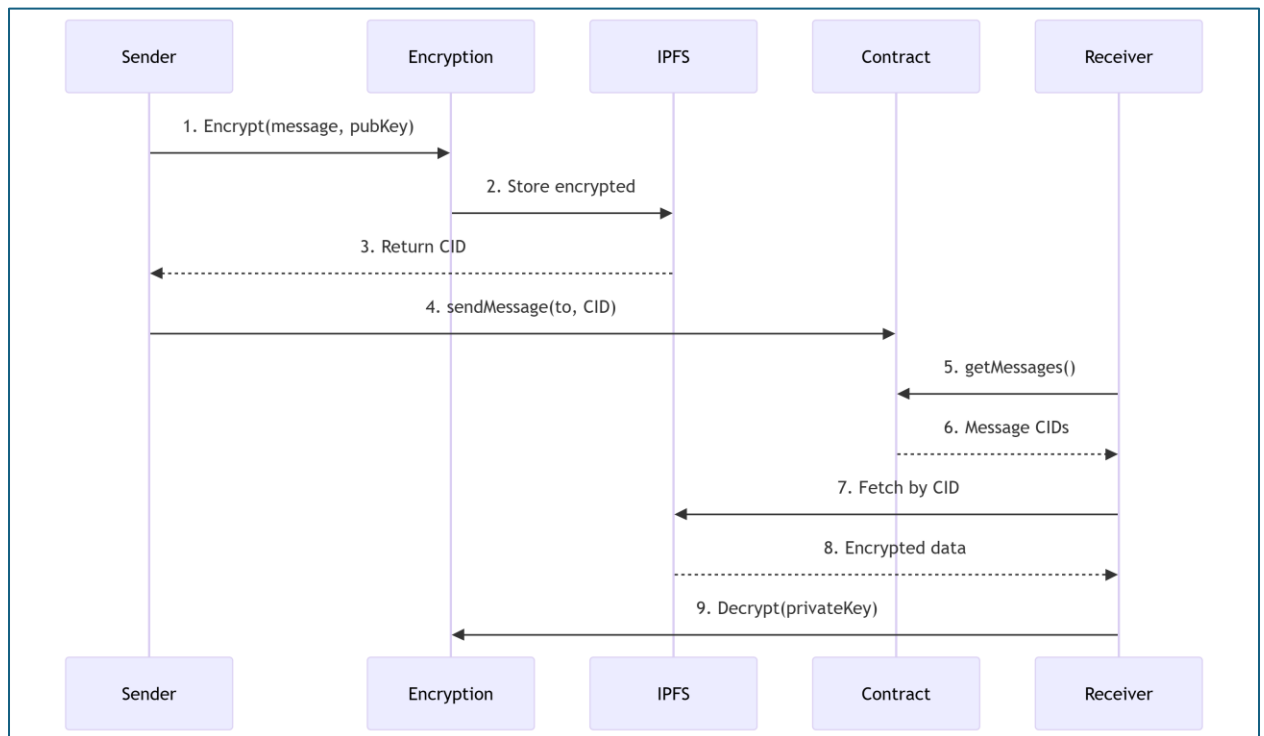 Sender Encryption IPFS Contract Receiver
1. Encrypt(message, pubKey)
2. Store encrypted
3. Return CID
4. sendMessage(to, CID)
5. getMessages()
6. Message CIDs
7. Fetch by CID
8. Encrypted data
9. Decrypt(privateKey)
Sender Encryption IPFS Contract Receiver